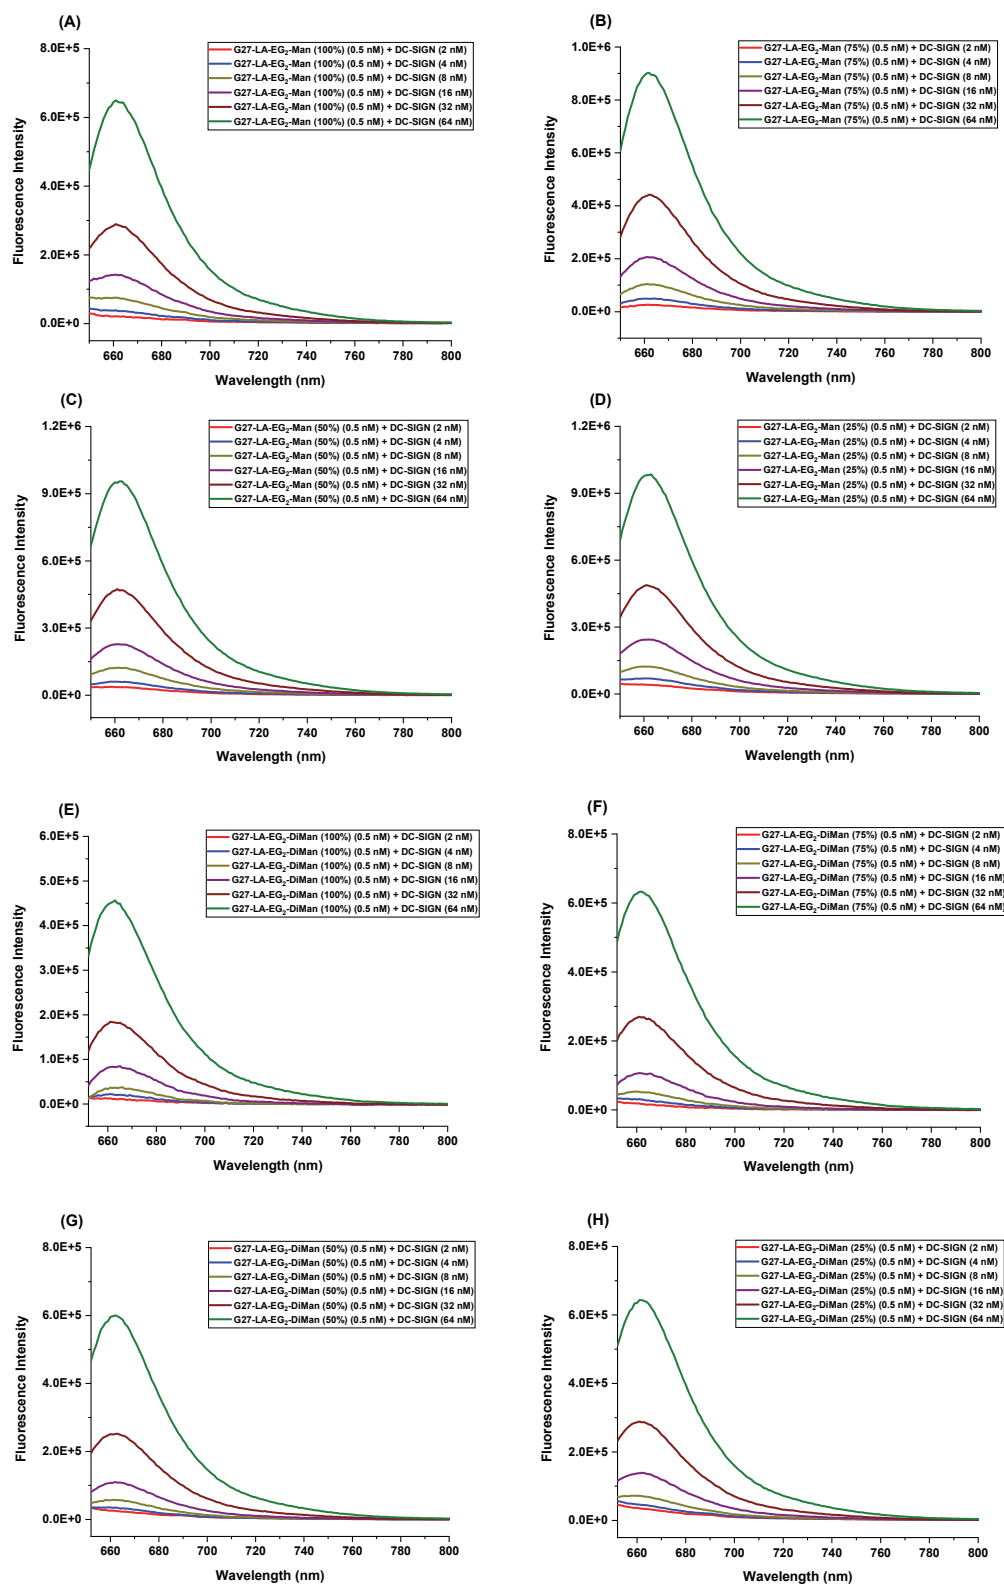 (A)
G27-LA-EG2-Man (100%) (0.5 nM) + DC-SIGN (2 nM)
G27-LA-EG2-Man (100%) (0.5 nM) + DC-SIGN (4 nM)
G27-LA-EG2-Man (100%) (0.5 nM) + DC-SIGN (8 nM)
G27-LA-EG2-Man (100%) (0.5 nM) + DC-SIGN (16 nM)
G27-LA-EG2-Man (100%) (0.5 nM) + DC-SIGN (32 nM)
G27-LA-EG2-Man (100%) (0.5 nM) + DC-SIGN (64 nM)
8.0E+5
6.0E+5
4.0E+5
2.0E+5
0.0E+0
Fluorescence Intensity
660 680 700 720 740 760 780 800
Wavelength (nm)
(B)
G27-LA-EG2-Man (75%) (0.5 nM) + DC-SIGN (2 nM)
G27-LA-EG2-Man (75%) (0.5 nM) + DC-SIGN (4 nM)
G27-LA-EG2-Man (75%) (0.5 nM) + DC-SIGN (8 nM)
G27-LA-EG2-Man (75%) (0.5 nM) + DC-SIGN (16 nM)
G27-LA-EG2-Man (75%) (0.5 nM) + DC-SIGN (32 nM)
G27-LA-EG2-Man (75%) (0.5 nM) + DC-SIGN (64 nM)
1.0E+6
8.0E+5
6.0E+5
4.0E+5
2.0E+5
0.0E+0
Fluorescence Intensity
660 680 700 720 740 760 780 800
Wavelength (nm)
(C)
G27-LA-EG2-Man (50%) (0.5 nM) + DC-SIGN (2 nM)
G27-LA-EG2-Man (50%) (0.5 nM) + DC-SIGN (4 nM)
G27-LA-EG2-Man (50%) (0.5 nM) + DC-SIGN (8 nM)
G27-LA-EG2-Man (50%) (0.5 nM) + DC-SIGN (16 nM)
G27-LA-EG2-Man (50%) (0.5 nM) + DC-SIGN (32 nM)
G27-LA-EG2-Man (50%) (0.5 nM) + DC-SIGN (64 nM)
1.2E+6
9.0E+5
6.0E+5
3.0E+5
0.0E+0
Fluorescence Intensity
660 680 700 720 740 760 780 800
Wavelength (nm)
(D)
G27-LA-EG2-Man (25%) (0.5 nM) + DC-SIGN (2 nM)
G27-LA-EG2-Man (25%) (0.5 nM) + DC-SIGN (4 nM)
G27-LA-EG2-Man (25%) (0.5 nM) + DC-SIGN (8 nM)
G27-LA-EG2-Man (25%) (0.5 nM) + DC-SIGN (16 nM)
G27-LA-EG2-Man (25%) (0.5 nM) + DC-SIGN (32 nM)
G27-LA-EG2-Man (25%) (0.5 nM) + DC-SIGN (64 nM)
1.2E+6
9.0E+5
6.0E+5
3.0E+5
0.0E+0
Fluorescence Intensity
660 680 700 720 740 760 780 800
Wavelength (nm)
(E)
G27-LA-EG2-DiMan (100%) (0.5 nM) + DC-SIGN (2 nM)
G27-LA-EG2-DiMan (100%) (0.5 nM) + DC-SIGN (4 nM)
G27-LA-EG2-DiMan (100%) (0.5 nM) + DC-SIGN (8 nM)
G27-LA-EG2-DiMan (100%) (0.5 nM) + DC-SIGN (16 nM)
G27-LA-EG2-DiMan (100%) (0.5 nM) + DC-SIGN (32 nM)
G27-LA-EG2-DiMan (100%) (0.5 nM) + DC-SIGN (64 nM)
6.0E+5
5.0E+5
4.0E+5
3.0E+5
2.0E+5
1.0E+5
0.0E+0
Fluorescence Intensity
660 680 700 720 740 760 780 800
Wavelength (nm)
(F)
G27-LA-EG2-DiMan (75%) (0.5 nM) + DC-SIGN (2 nM)
G27-LA-EG2-DiMan (75%) (0.5 nM) + DC-SIGN (4 nM)
G27-LA-EG2-DiMan (75%) (0.5 nM) + DC-SIGN (8 nM)
G27-LA-EG2-DiMan (75%) (0.5 nM) + DC-SIGN (16 nM)
G27-LA-EG2-DiMan (75%) (0.5 nM) + DC-SIGN (32 nM)
G27-LA-EG2-DiMan (75%) (0.5 nM) + DC-SIGN (64 nM)
8.0E+5
6.0E+5
4.0E+5
2.0E+5
0.0E+0
Fluorescence Intensity
660 680 700 720 740 760 780 800
Wavelength (nm)
(G)
G27-LA-EG2-DiMan (50%) (0.5 nM) + DC-SIGN (2 nM)
G27-LA-EG2-DiMan (50%) (0.5 nM) + DC-SIGN (4 nM)
G27-LA-EG2-DiMan (50%) (0.5 nM) + DC-SIGN (8 nM)
G27-LA-EG2-DiMan (50%) (0.5 nM) + DC-SIGN (16 nM)
G27-LA-EG2-DiMan (50%) (0.5 nM) + DC-SIGN (32 nM)
G27-LA-EG2-DiMan (50%) (0.5 nM) + DC-SIGN (64 nM)
8.0E+5
6.0E+5
4.0E+5
2.0E+5
0.0E+0
Fluorescence Intensity
660 680 700 720 740 760 780 800
Wavelength (nm)
(H)
G27-LA-EG2-DiMan (25%) (0.5 nM) + DC-SIGN (2 nM)
G27-LA-EG2-DiMan (25%) (0.5 nM) + DC-SIGN (4 nM)
G27-LA-EG2-DiMan (25%) (0.5 nM) + DC-SIGN (8 nM)
G27-LA-EG2-DiMan (25%) (0.5 nM) + DC-SIGN (16 nM)
G27-LA-EG2-DiMan (25%) (0.5 nM) + DC-SIGN (32 nM)
G27-LA-EG2-DiMan (25%) (0.5 nM) + DC-SIGN (64 nM)
8.0E+5
6.0E+5
4.0E+5
2.0E+5
0.0E+0
Fluorescence Intensity
660 680 700 720 740 760 780 800
Wavelength (nm)